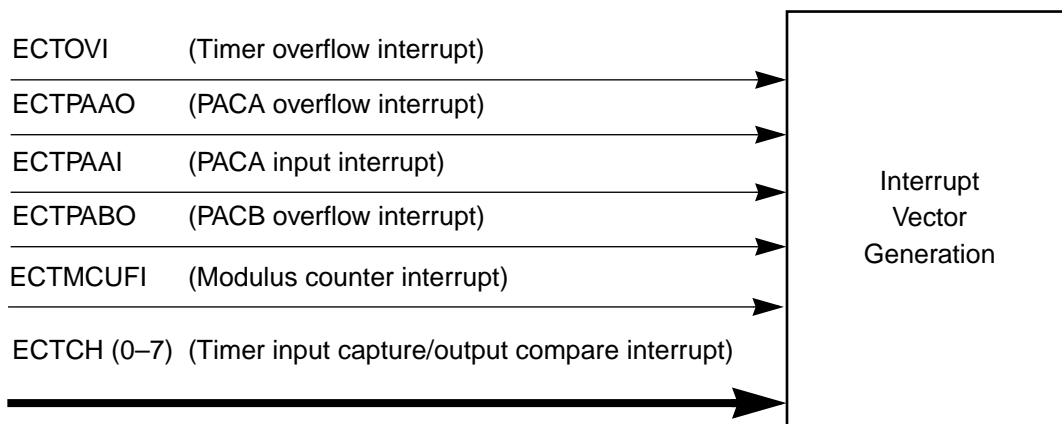 ECTOVI (Timer overflow interrupt)
ECTPAAO (PACA overflow interrupt)
ECTPAAI (PACA input interrupt)
ECTPABO (PACB overflow interrupt)
ECTMCUFI (Modulus counter interrupt)
ECTCH (0–7) (Timer input capture/output compare interrupt)
Interrupt
Vector
Generation